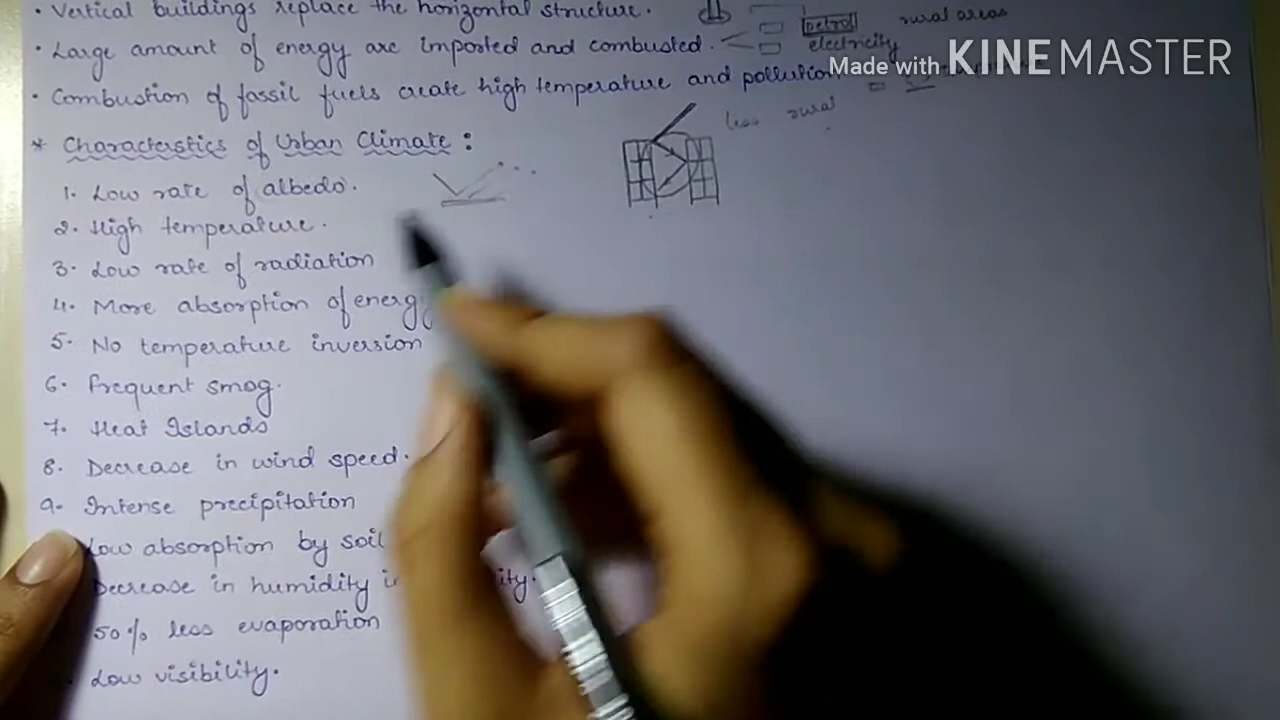 • Vertical buildings replace the horizontal structure.
• Large amount of energy are imported and combusted.
petrol
electricity
rural areas
Made with KINEMASTER
• Combustion of fassil fuels create high temperature and pollution
less rural
* Characteristics of Urban Climate :
1. Low rate of albedo.
2. High temperature.
3. Low rate of radiation
4. More absorption of energy
5. No temperature inversion
6. Frequent smog.
7. Heat Islands
8. Decrease in wind speed.
9. Intense precipitation
Low absorption by soil
Decrease in humidity
50% less evaporation
Low visibility.